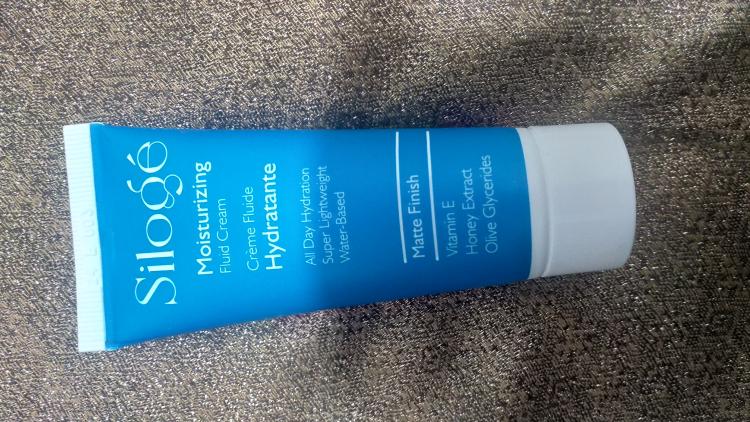 Silogé
Moisturizing
Fluid Cream
Crème Fluide
Hydratante
All Day Hydration
Super Lightweight
Water-Based
Matte Finish
Vitamin E
Honey Extract
Olive Glycerides